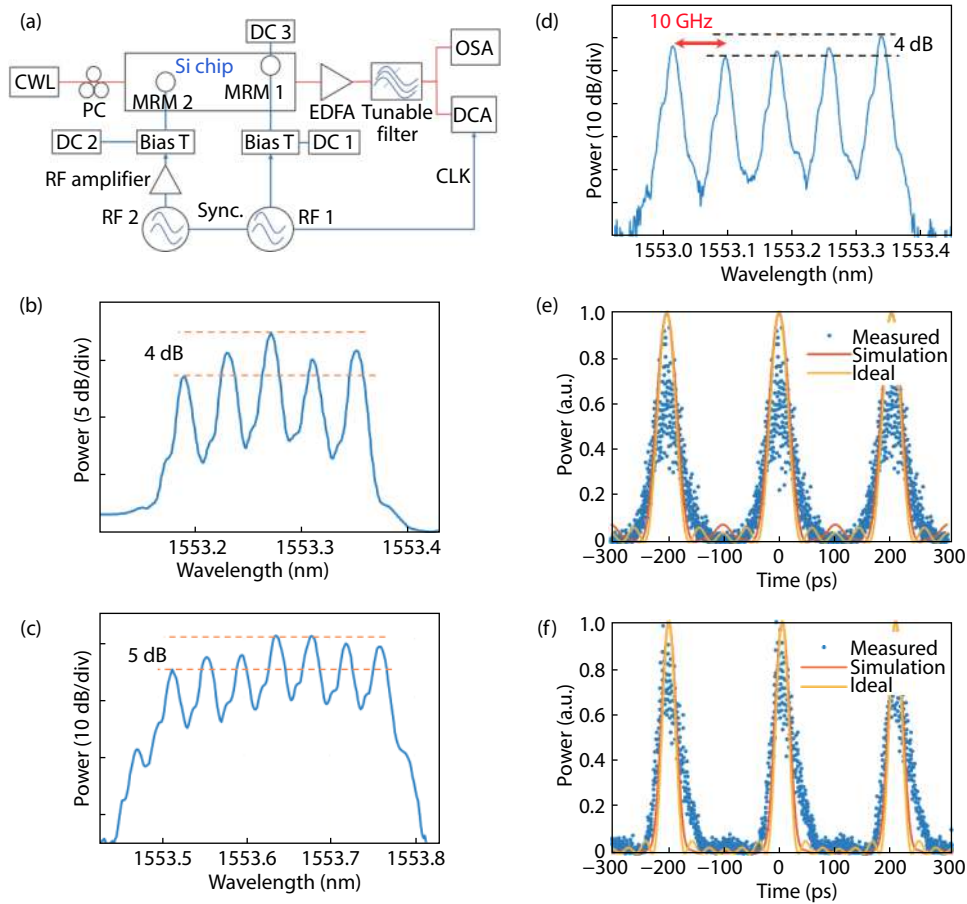 (a)
DC 3
OSA
CWL
Si chip
PC
MRM 2
MRM 1
EDFA
Tunable
filter
DCA
DC 2
Bias T
Bias T
DC 1
RF amplifier
CLK
RF 2
Sync.
RF 1
(d)
10 GHz
4 dB
Power (10 dB/div)
1553.0
1553.1
1553.2
1553.3
1553.4
Wavelength (nm)
(b)
4 dB
Power (5 dB/div)
1553.2
1553.3
1553.4
Wavelength (nm)
(e)
1.0
0.8
0.6
0.4
0.2
0
Power (a.u.)
Measured
Simulation
Ideal
−300
−200
−100
0
100
200
300
Time (ps)
(c)
5 dB
Power (10 dB/div)
1553.5
1553.6
1553.7
1553.8
Wavelength (nm)
(f)
1.0
0.8
0.6
0.4
0.2
0
Power (a.u.)
Measured
Simulation
Ideal
−300
−200
−100
0
100
200
300
Time (ps)